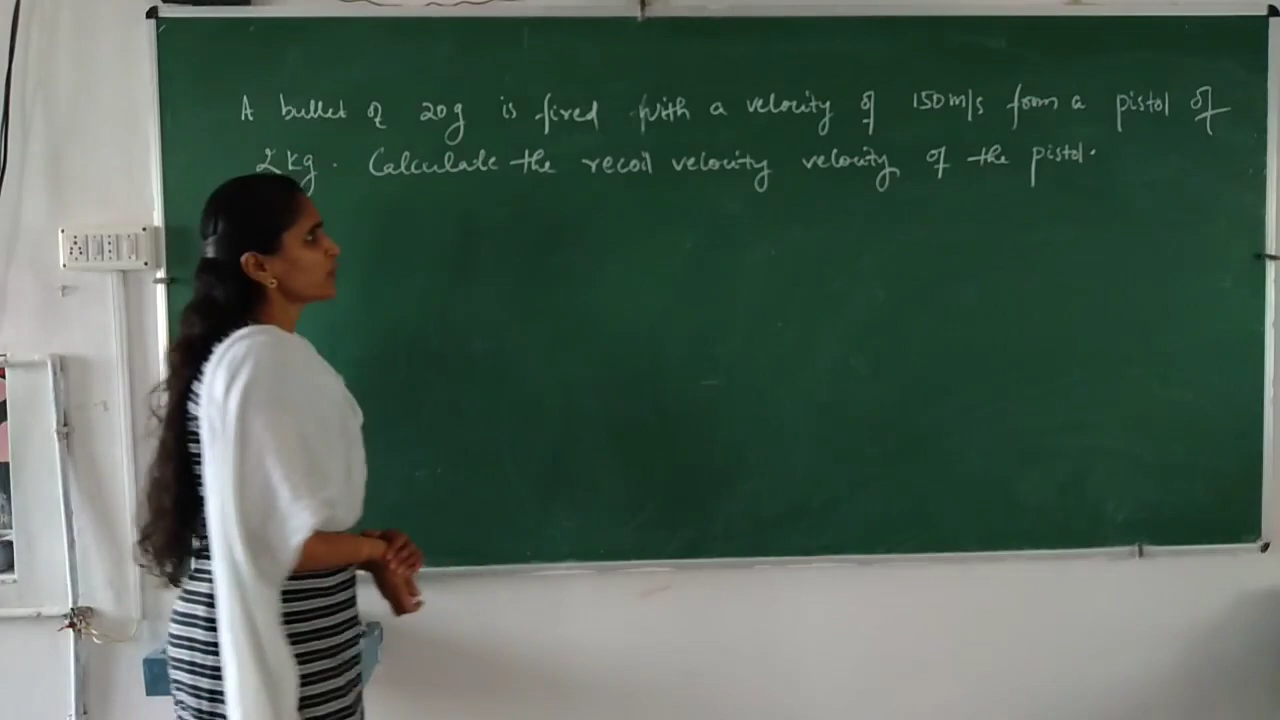 A bullet of 20g is fired with a velocity of 150m/s form a pistol of
2kg. Calculate the recoil velocity velocity of the pistol.